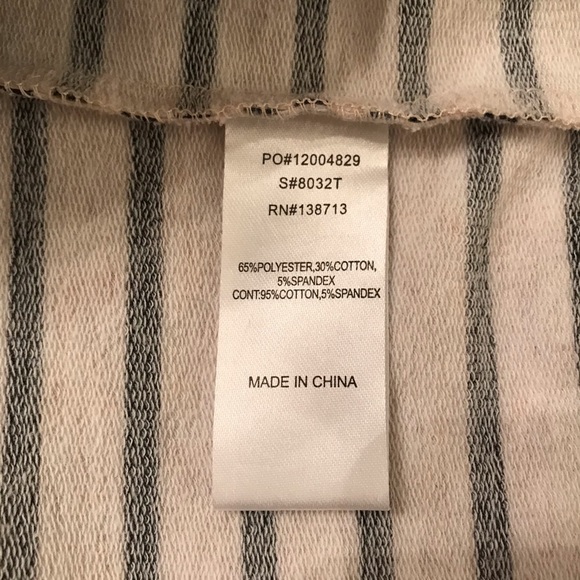 PO#12004829
S#8032T
RN#138713
65%POLYESTER,30%COTTON,
5%SPANDEX
CONT:95%COTTON,5%SPANDEX
MADE IN CHINA